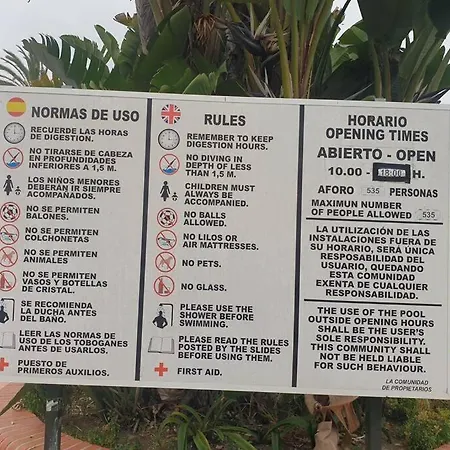 NORMAS DE USO
RECUERDE LAS HORAS
DE DIGESTION.
NO TIRARSE DE CABEZA
EN PROFUNDIDADES
INFERIORES A 1,5 M.
LOS NIÑOS MENORES
DEBERAN IR SIEMPRE
ACOMPAÑADOS.
NO SE PERMITEN
BALONES.
NO SE PERMITEN
COLCHONETAS
NO SE PERMITEN
ANIMALES
NO SE PERMITEN
VASOS Y BOTELLAS
DE CRISTAL.
SE RECOMIENDA
LA DUCHA ANTES
DEL BAÑO.
LEER LAS NORMAS DE
USO DE LOS TOBOGANES
ANTES DE USARLOS.
PUESTO DE
PRIMEROS AUXILIOS.
RULES
REMEMBER TO KEEP
DIGESTION HOURS.
NO DIVING IN
DEPTH OF LESS
THAN 1,5 M.
CHILDREN MUST
ALWAYS BE
ACCOMPANIED.
NO BALLS
ALLOWED.
NO LILOS OR
AIR MATTRESSES.
NO PETS.
NO GLASS.
PLEASE USE THE
SHOWER BEFORE
SWIMMING.
PLEASE READ THE RULES
POSTED BY THE SLIDES
BEFORE USING THEM.
FIRST AID.
HORARIO
OPENING TIMES
ABIERTO - OPEN
10.00 - 18:00 H.
AFORO 535 PERSONAS
MAXIMUN NUMBER
OF PEOPLE ALLOWED 535
LA UTILIZACIÓN DE LAS
INSTALACIONES FUERA DE
SU HORARIO, SERÁ ÚNICA
RESPOSABILIDAD DEL
USUARIO, QUEDANDO
ESTA COMUNIDAD
EXENTA DE CUALQUIER
RESPONSABILIDAD.
THE USE OF THE POOL
OUTSIDE OPENING HOURS
SHALL BE THE USER'S
SOLE RESPONSIBILITY.
THIS COMMUNITY SHALL
NOT BE HELD LIABLE
FOR SUCH BEHAVIOUR.
LA COMUNIDAD
DE PROPIETARIOS